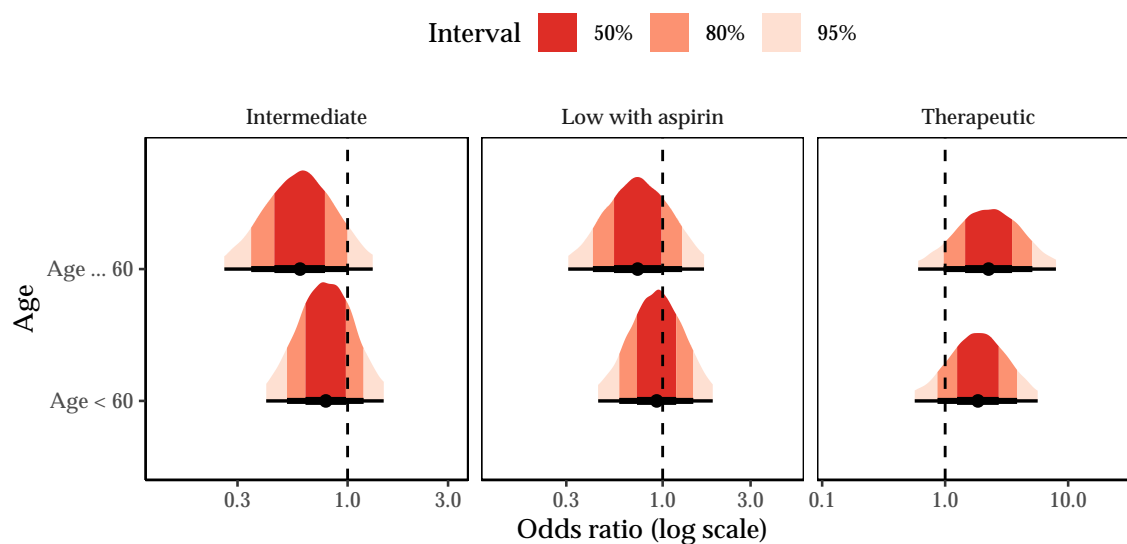 Interval 50% 80% 95%
Intermediate Low with aspirin Therapeutic
Age
Age ... 60
Age < 60
0.3 1.0 3.0 0.3 1.0 3.0 0.1 1.0 10.0
Odds ratio (log scale)